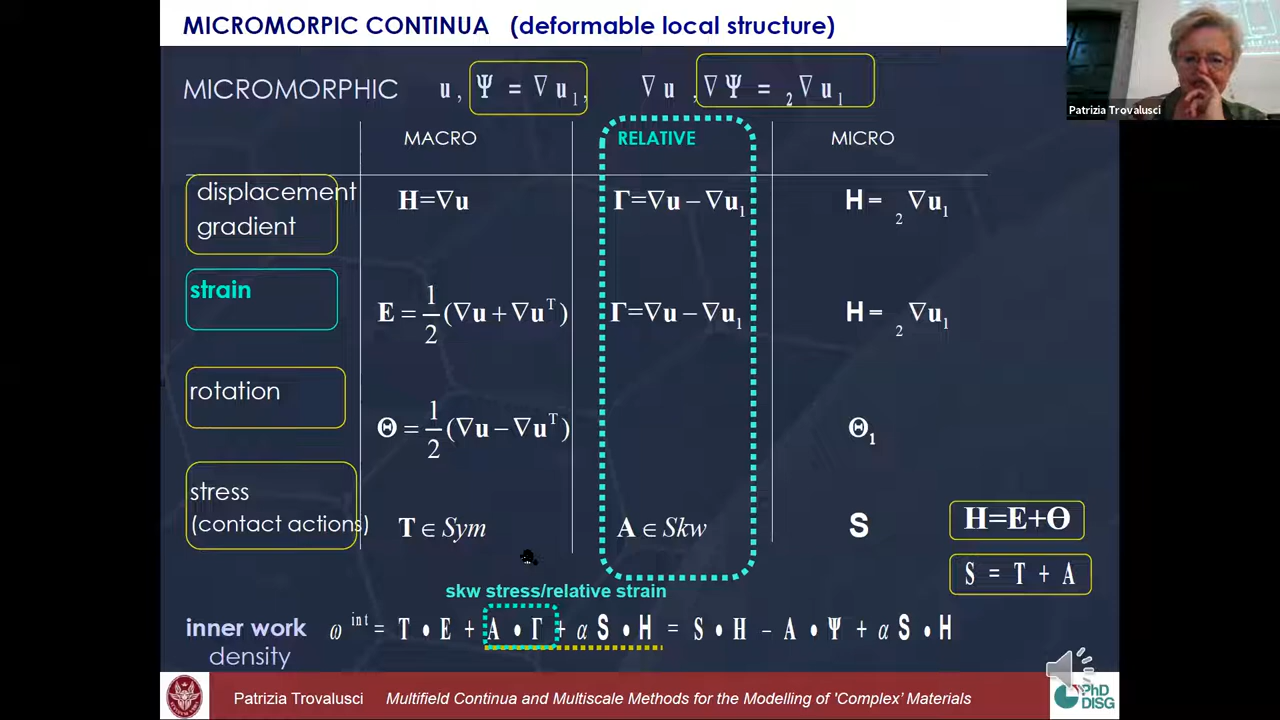 MICROMORPIC CONTINUA (deformable local structure)
MICROMORPHIC u, Ψ = ∇u₁, ∇u, ∇Ψ = ₂∇u₁
Patrizia Trovalusci
MACRO RELATIVE MICRO
displacement
gradient
H=∇u Γ=∇u − ∇u₁ H= ₂∇u₁
strain
E = 1/2 (∇u + ∇uᵀ) Γ=∇u − ∇u₁ H= ₂∇u₁
rotation
Θ = 1/2 (∇u − ∇uᵀ) Θ₁
stress
(contact actions)
T ∈ Sym A ∈ Skw S
H=E+Θ
S = T + A
skw stress/relative strain
inner work
density
ω int = T • E + A • Γ + α S • H = S • H − A • Ψ + α S • H
Patrizia Trovalusci Multifield Continua and Multiscale Methods for the Modelling of 'Complex' Materials
PhD
DISG